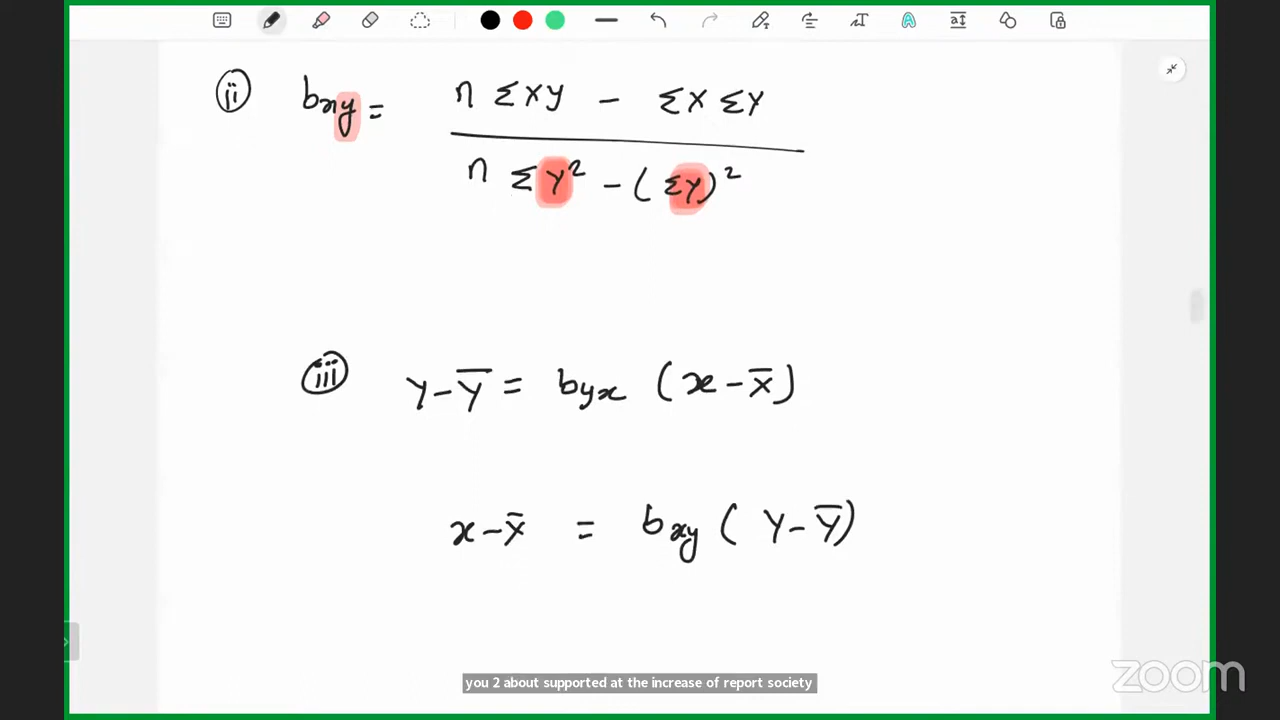 (ii) bxy = n ΣXY - ΣX ΣY
n ΣY² - (ΣY)²
(iii) Y - Y̅ = byx (x - x̅)
x - x̅ = bxy (Y - Y̅)
you 2 about supported at the increase of report society
zoom